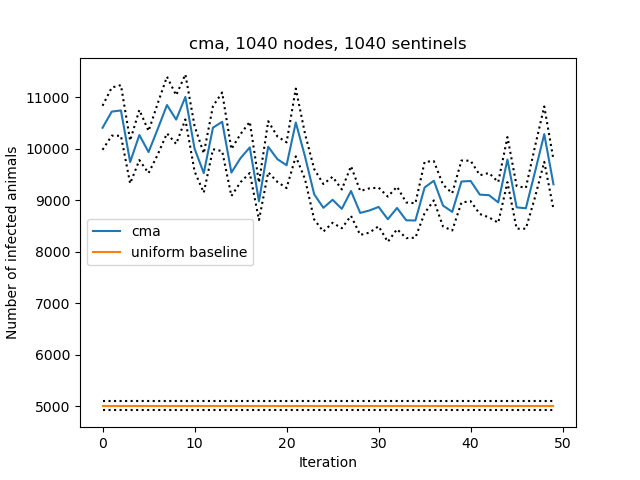 cma, 1040 nodes, 1040 sentinels
Number of infected animals
11000
10000
9000
8000
7000
6000
5000
cma
uniform baseline
0 10 20 30 40 50
Iteration